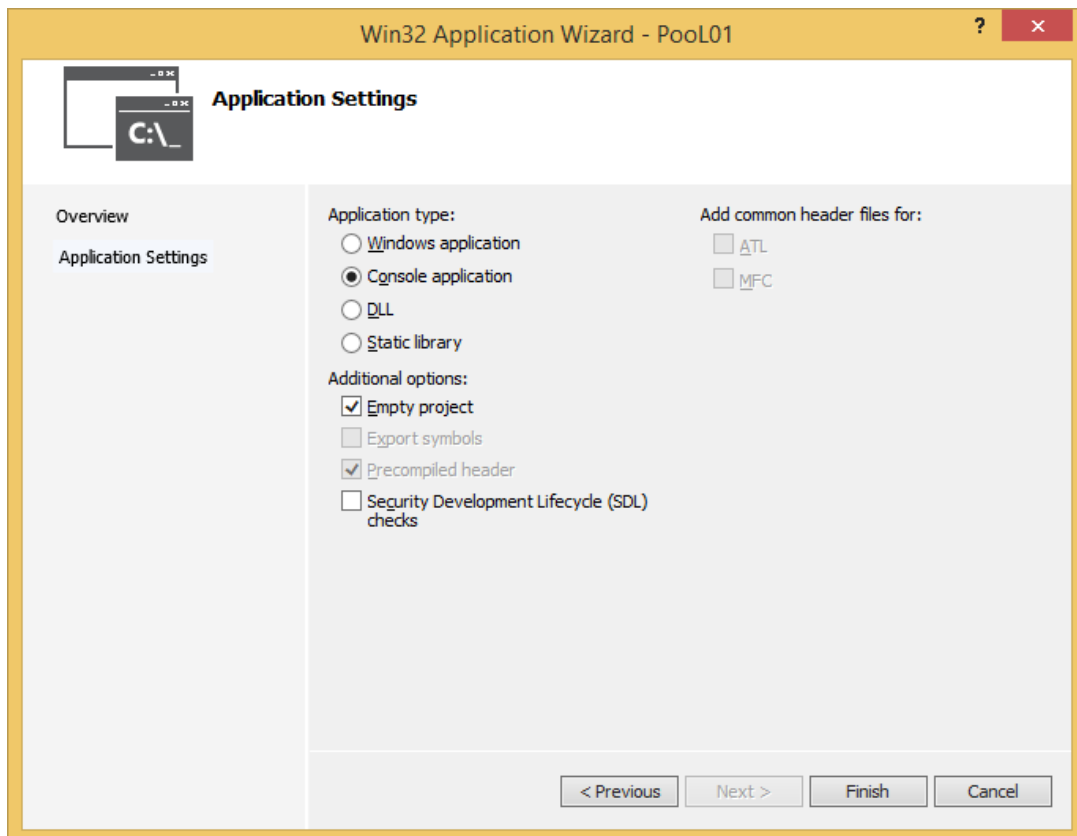 Win32 Application Wizard - PooL01
?
C:\_
Application Settings
Overview
Application Settings
Application type:
Windows application
Console application
DLL
Static library
Additional options:
Empty project
Export symbols
Precompiled header
Security Development Lifecycle (SDL)
checks
Add common header files for:
ATL
MFC
< Previous
Next >
Finish
Cancel